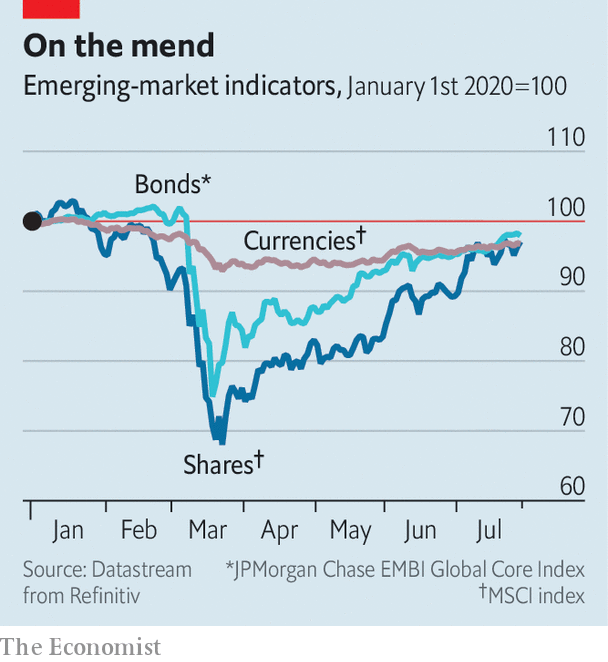 On the mend
Emerging-market indicators, January 1st 2020=100
110
Bonds*
100
Currencies†
90
80
70
Shares†
60
Jan Feb Mar Apr May Jun Jul
Source: Datastream
from Refinitiv
*JPMorgan Chase EMBI Global Core Index
†MSCI index
The Economist